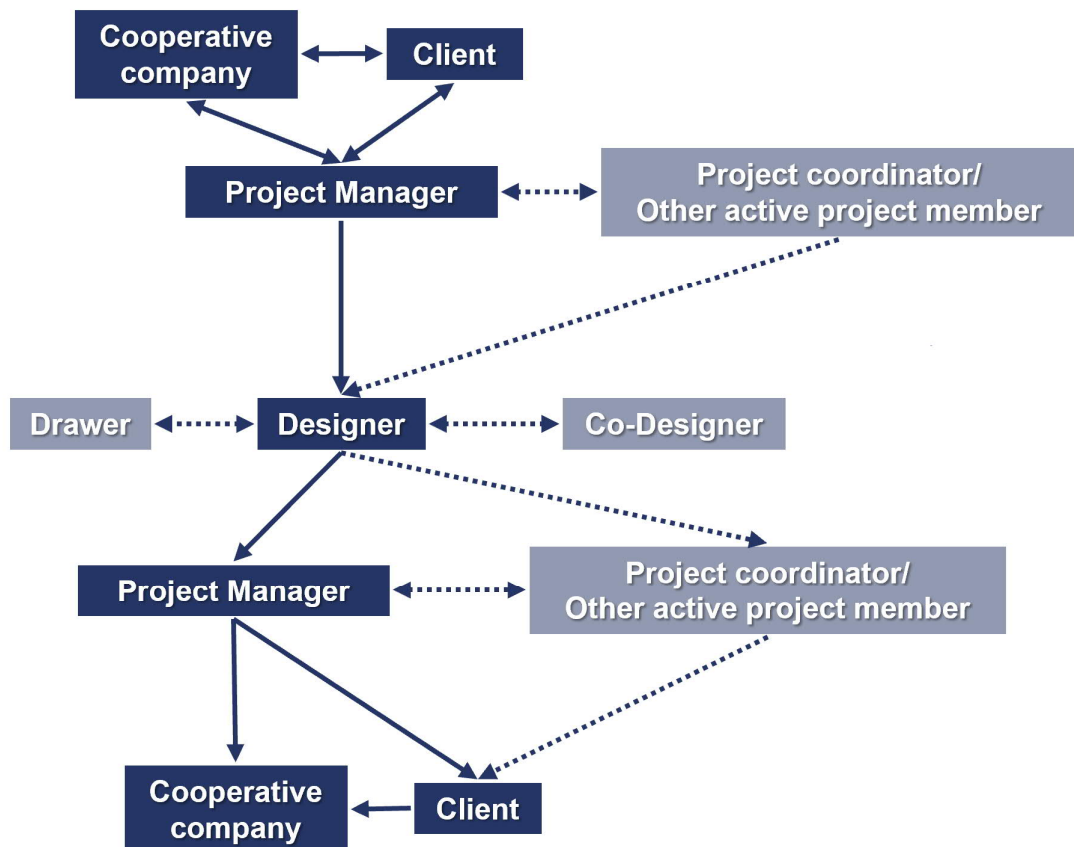 Cooperative
company
Client
Project Manager
Project coordinator/
Other active project member
Drawer
Designer
Co-Designer
Project Manager
Project coordinator/
Other active project member
Cooperative
company
Client